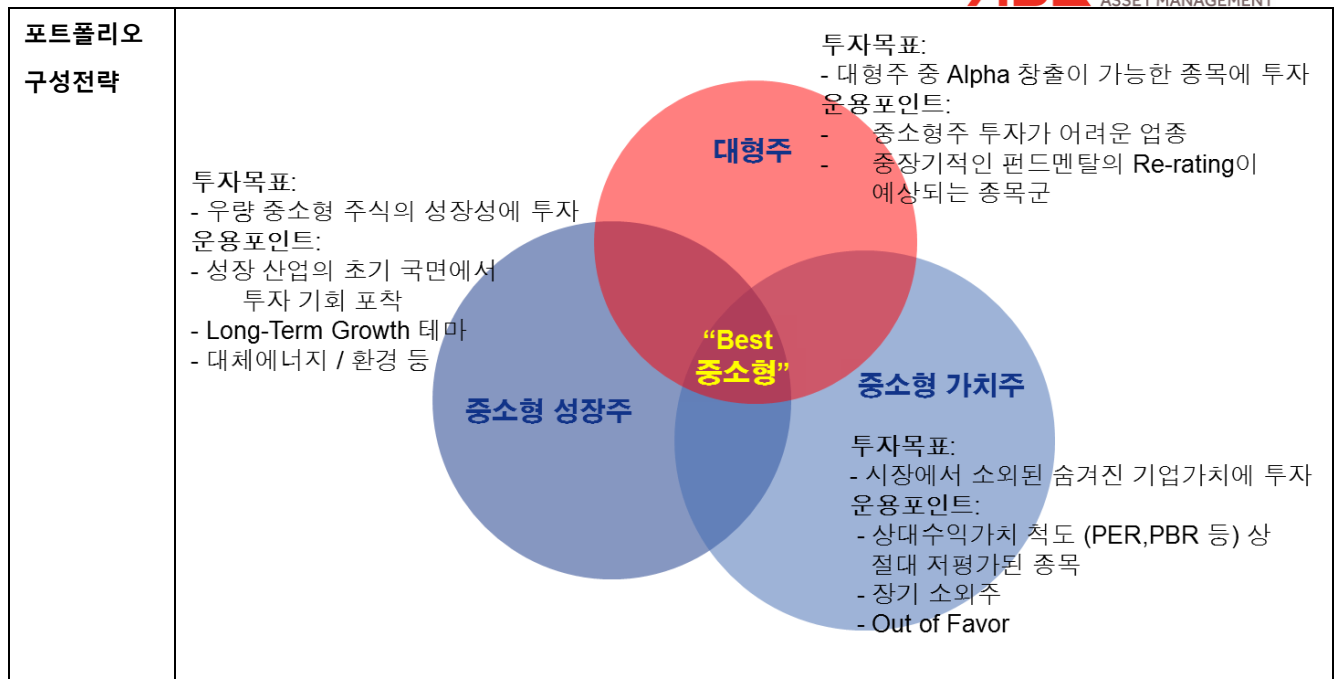 ASSET MANAGEMENT
포트폴리오
구성전략
투자목표:
- 대형주 중 Alpha 창출이 가능한 종목에 투자
운용포인트:
- 중소형주 투자가 어려운 업종
- 중장기적인 펀드멘탈의 Re-rating이
예상되는 종목군
대형주
투자목표:
- 우량 중소형 주식의 성장성에 투자
운용포인트:
- 성장 산업의 초기 국면에서
투자 기회 포착
- Long-Term Growth 테마
- 대체에너지 / 환경 등
중소형 성장주
“Best
중소형”
중소형 가치주
투자목표:
- 시장에서 소외된 숨겨진 기업가치에 투자
운용포인트:
- 상대수익가치 척도 (PER,PBR 등) 상
절대 저평가된 종목
- 장기 소외주
- Out of Favor